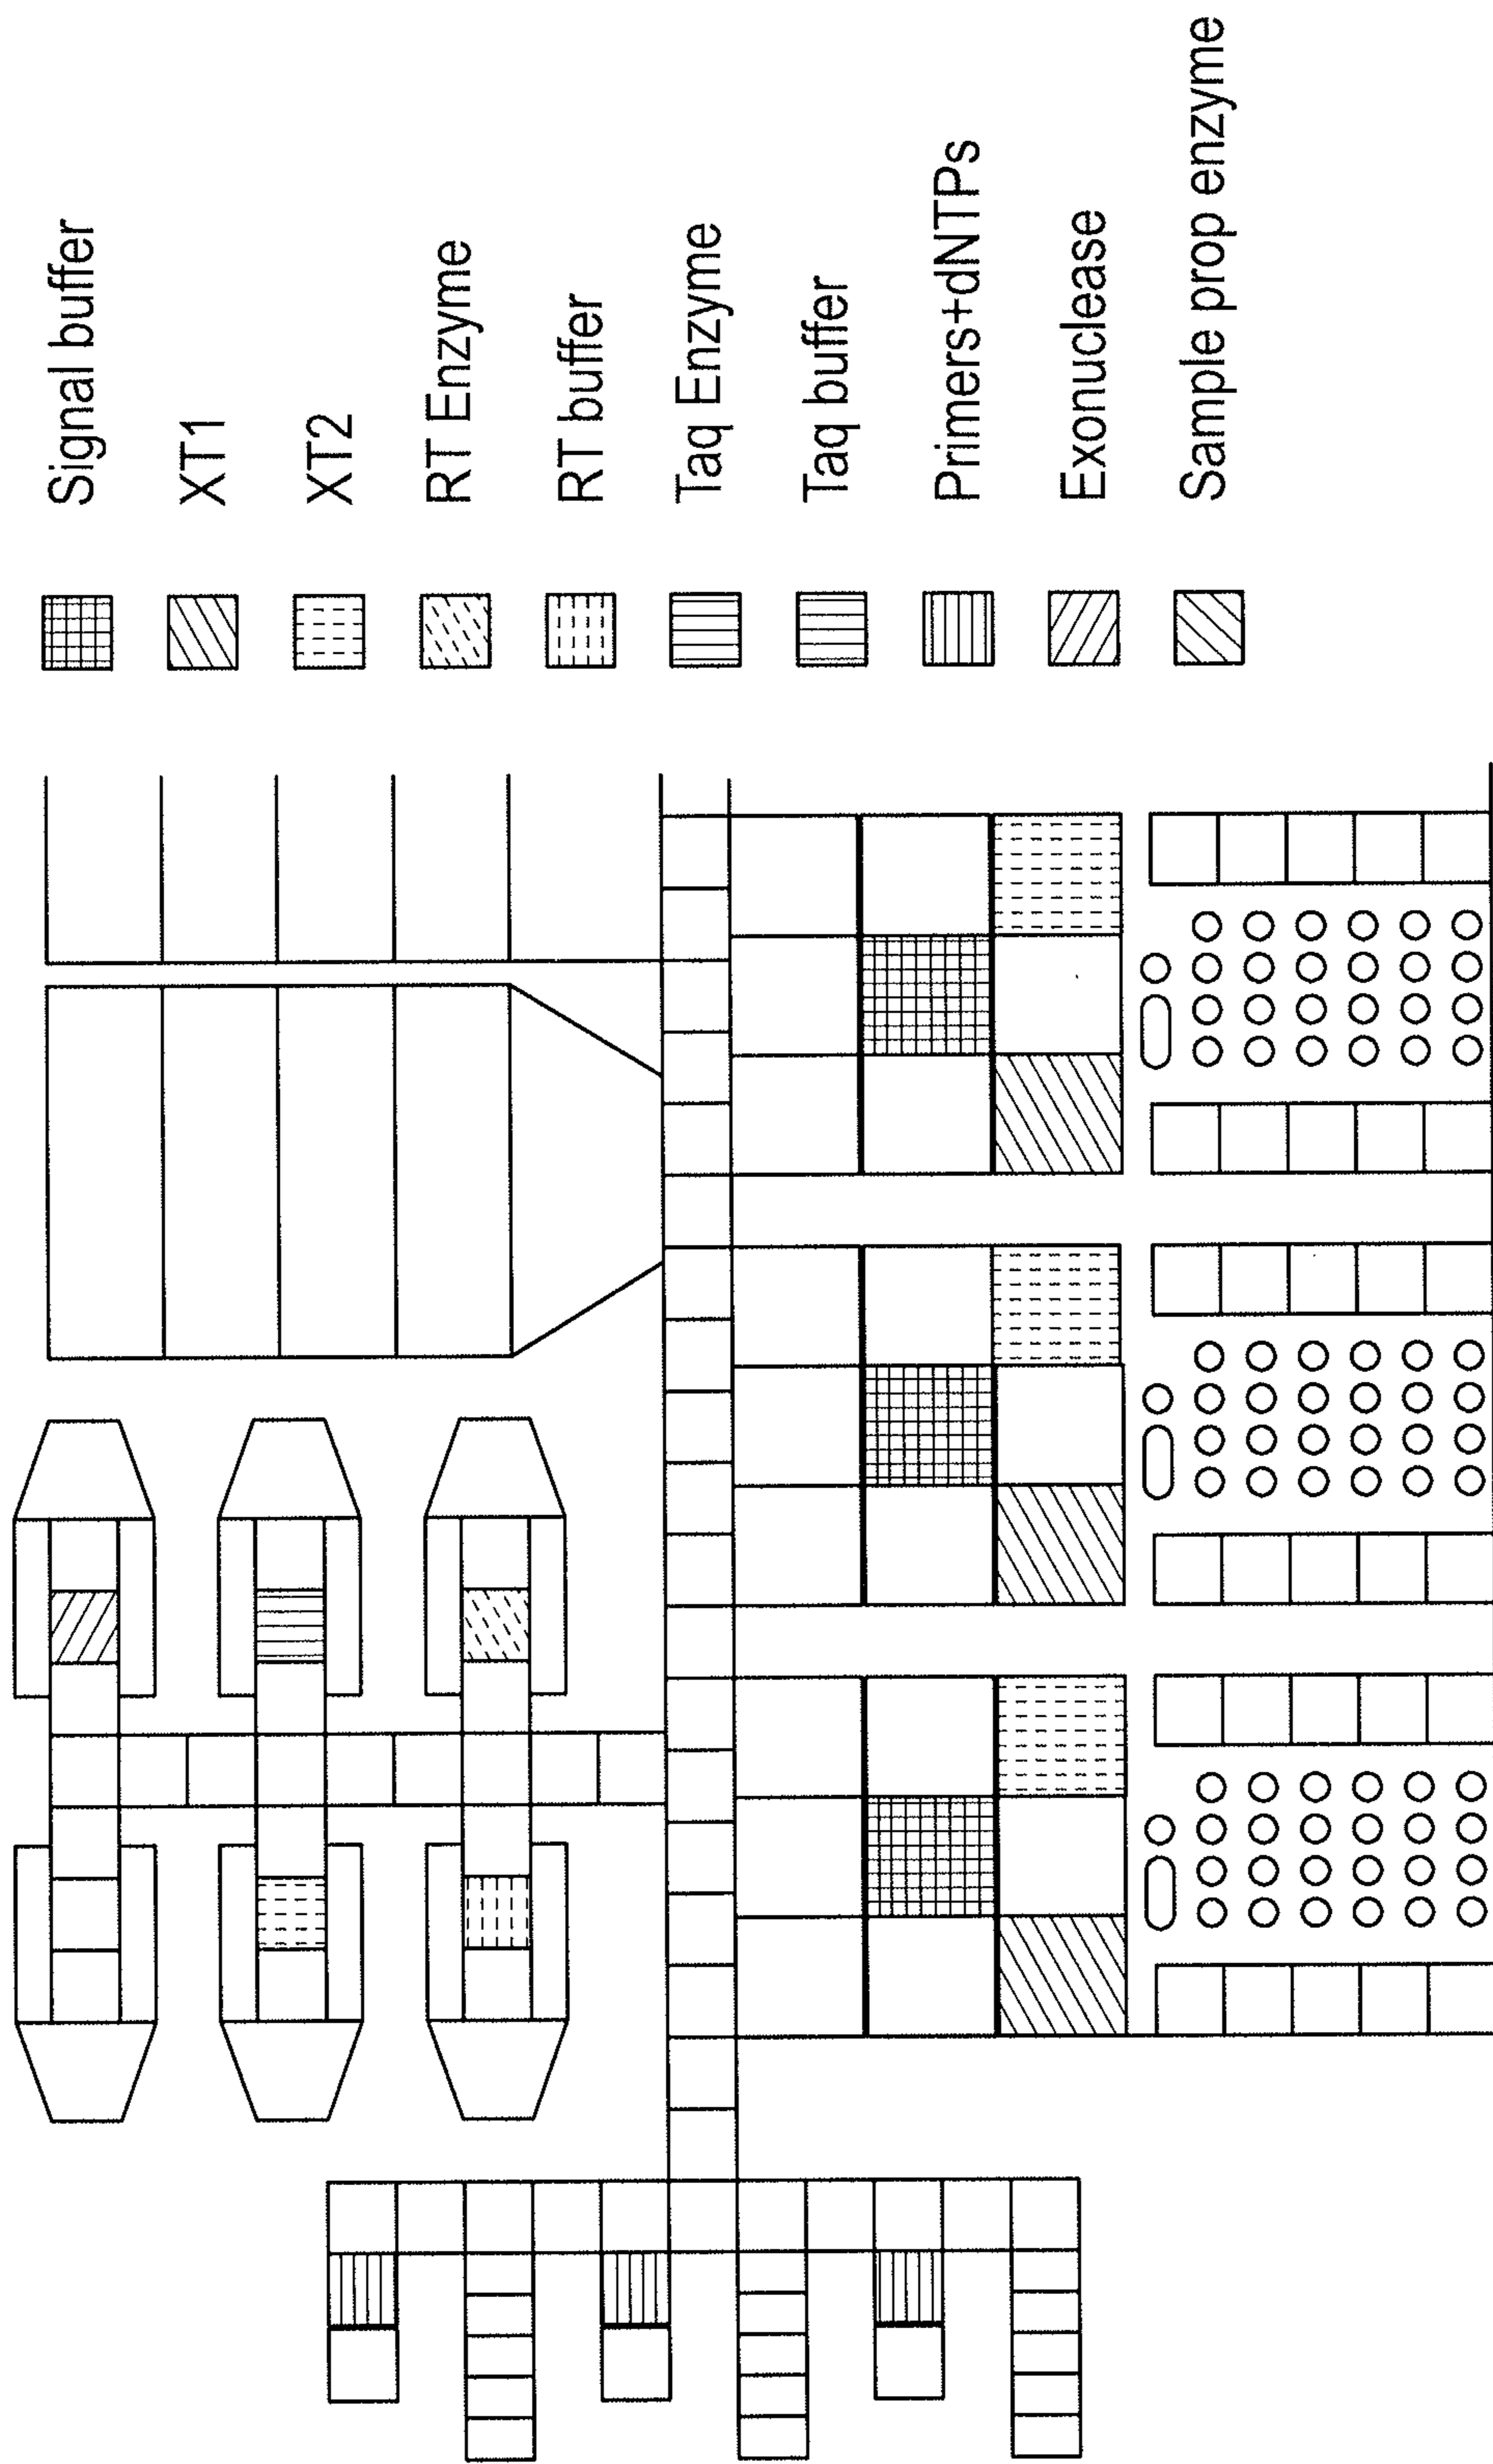 Signal buffer
XT1
XT2
RT Enzyme
RT buffer
Taq Enzyme
Taq buffer
Primers+dNTPs
Exonuclease
Sample prop enzyme